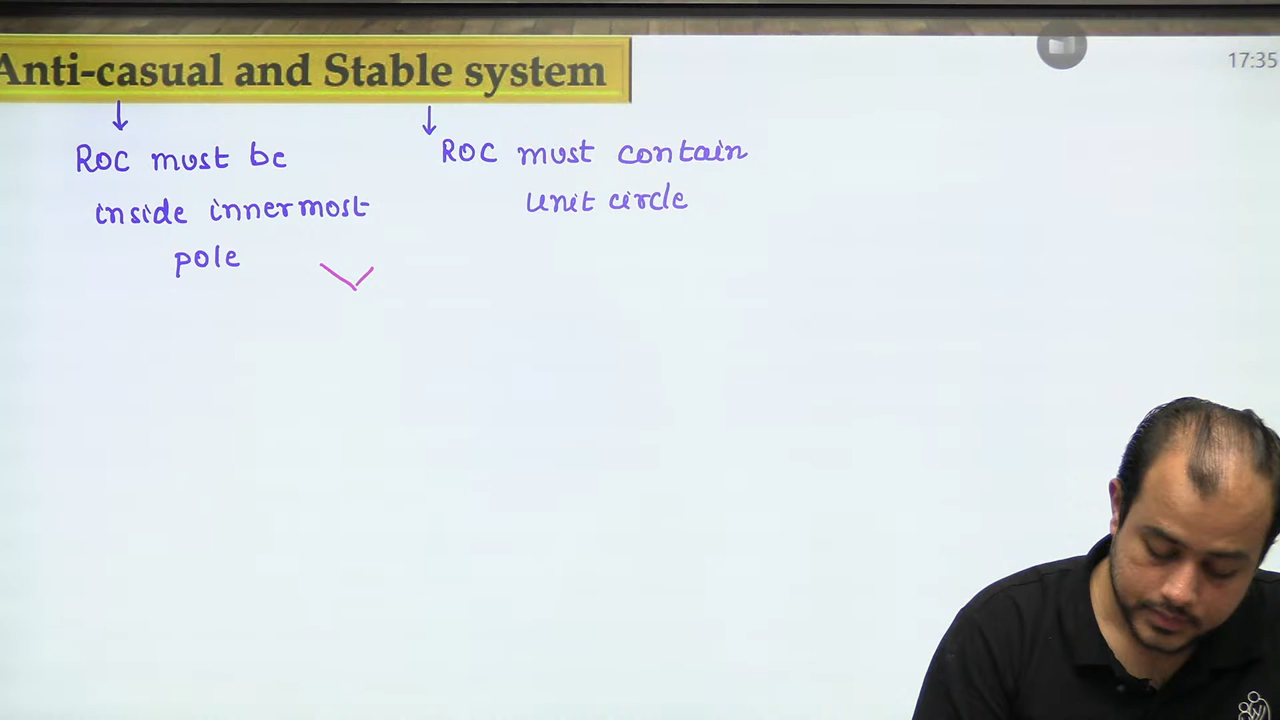 Anti-casual and Stable system
17:35
ROC must be
inside innermost
pole
ROC must contain
unit circle